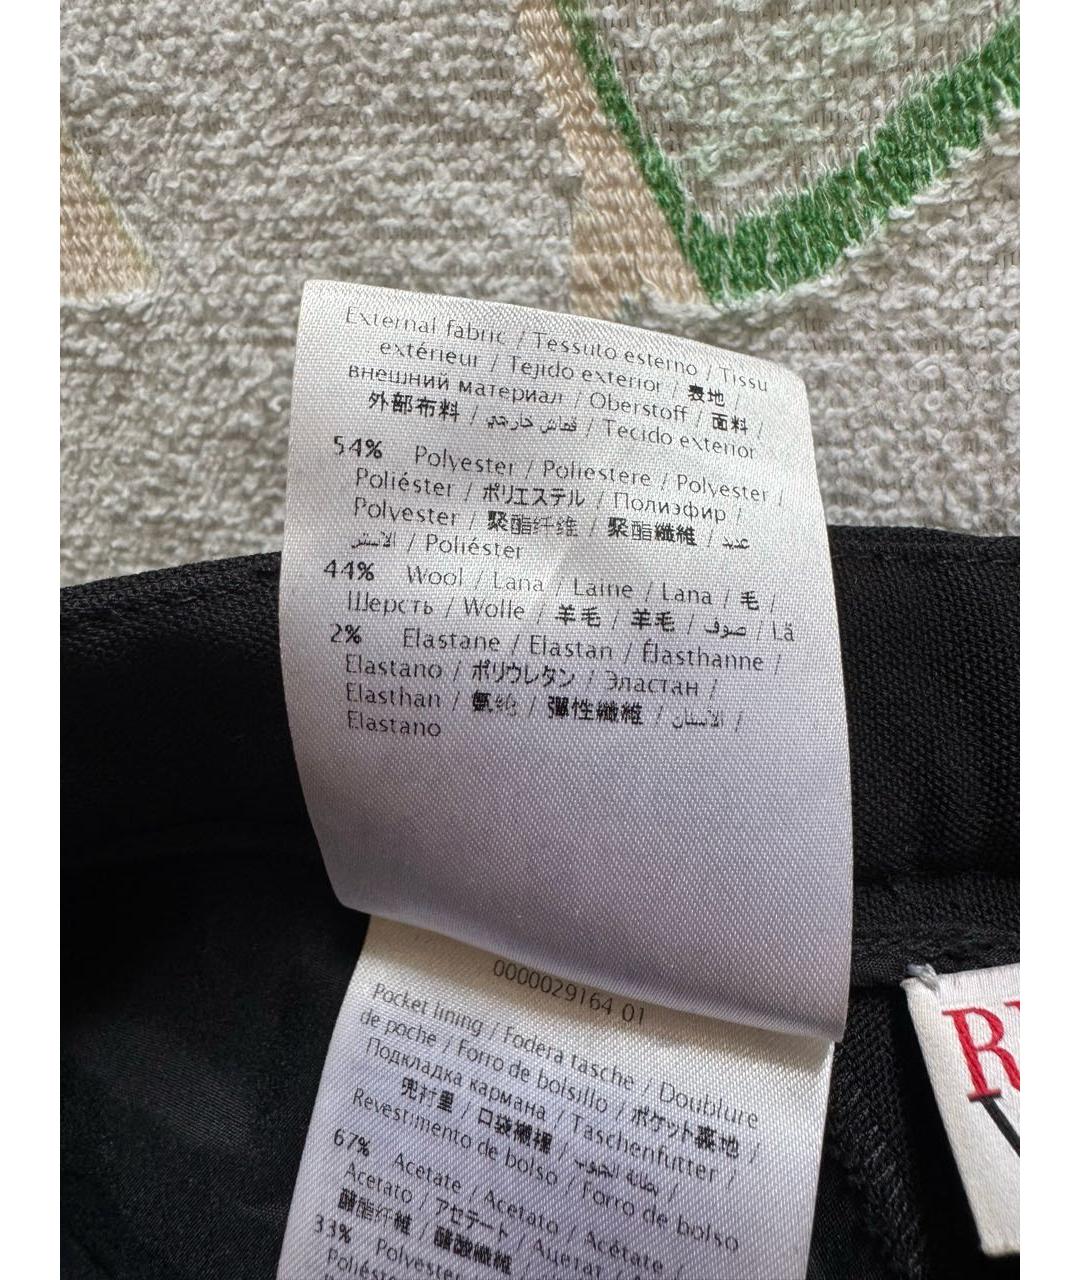 External fabric / Tessuto esterno / Tissu
extérieur / Tejido exterior / 表地 /
внешний материал / Oberstoff / 面料 /
外部布料 / قماش خارجي / Tecido exterior
54% Polyester / Poliestere / Polyester /
Poliéster / ポリエステル / Полиэфир /
Polyester / 聚酯纤维 / 聚酯纖維 / عديد
الاستر / Poliéster
44% Wool / Lana / Laine / Lana / 毛 /
Шерсть / Wolle / 羊毛 / 羊毛 / صوف / Lã
2% Elastane / Elastan / Élasthanne /
Elastano / ポリウレタン / Эластан /
Elasthan / 氨纶 / 彈性纖維 / الأستان /
Elastano
0000029164 01
Pocket lining / Fodera tasche / Doublure
de poche / Forro de bolsillo / ポケット裏地 /
Подкладка кармана / Taschenfutter /
兜衬里 / 口袋襯裡 / بطانة الجيوب /
Revestimento de bolso / Forro de bolso
67% Acetate / Acetato / Acétate /
Acetato / アセテート / Ацетат /
醋酯纤维 / 醋酸纖維
33% Polyester
R